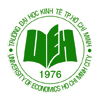 TRƯỜNG ĐẠI HỌC KINH TẾ TP.HỒ CHÍ MINH
UEH
1976
UNIVERSITY OF ECONOMICS HO CHI MINH CITY